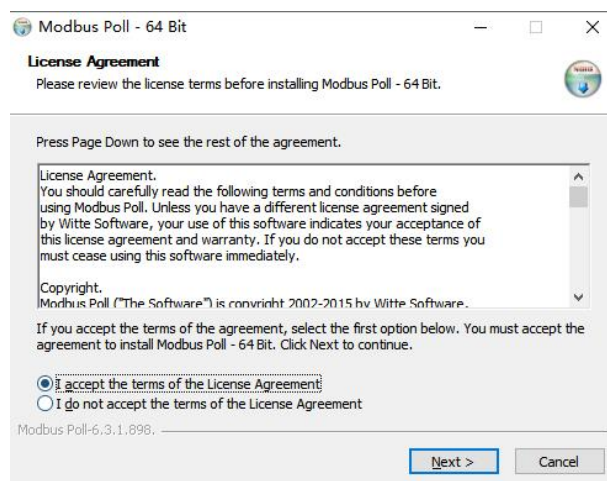 Modbus Poll - 64 Bit
License Agreement
Please review the license terms before installing Modbus Poll - 64 Bit.
Press Page Down to see the rest of the agreement.
License Agreement.
You should carefully read the following terms and conditions before
using Modbus Poll. Unless you have a different license agreement signed
by Witte Software, your use of this software indicates your acceptance of
this license agreement and warranty. If you do not accept these terms you
must cease using this software immediately.
Copyright.
Modbus Poll ("The Software") is copyright 2002-2015 by Witte Software.
If you accept the terms of the agreement, select the first option below. You must accept the
agreement to install Modbus Poll - 64 Bit. Click Next to continue.
I accept the terms of the License Agreement
I do not accept the terms of the License Agreement
Modbus Poll-6.3.1.898.
Next >
Cancel